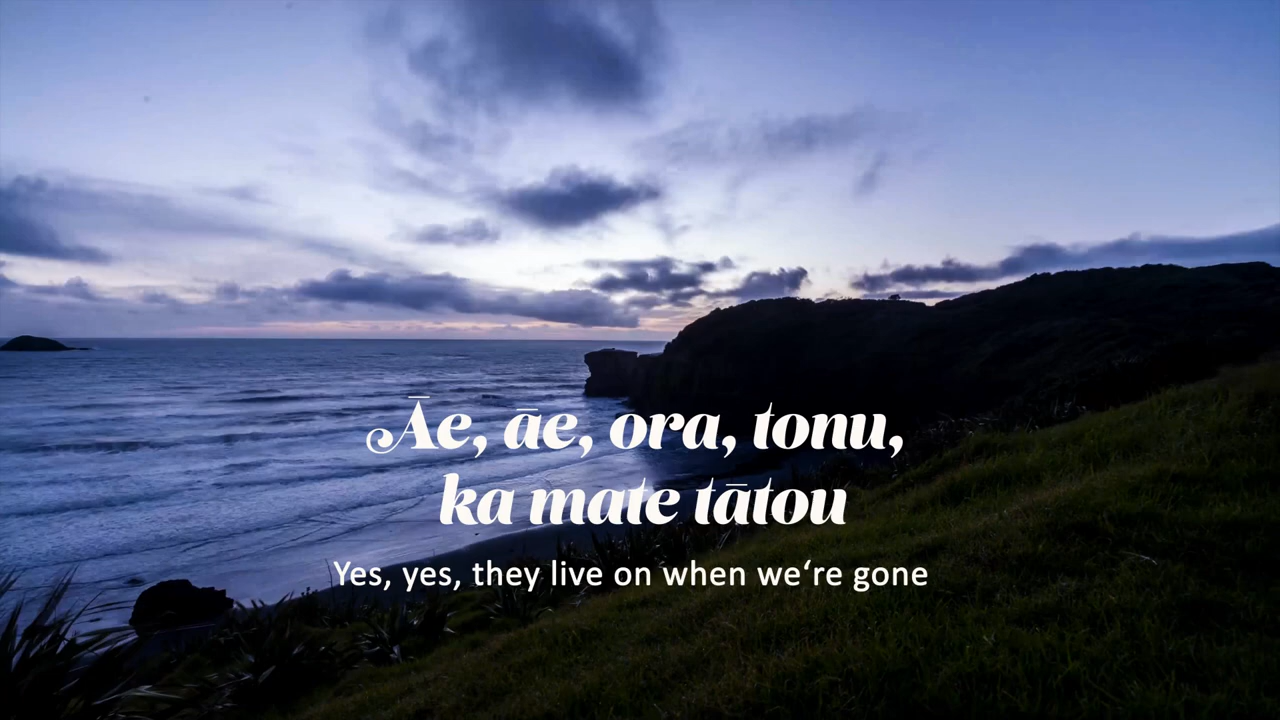 Āe, āe, ora, tonu,
ka mate tātou
Yes, yes, they live on when we‘re gone